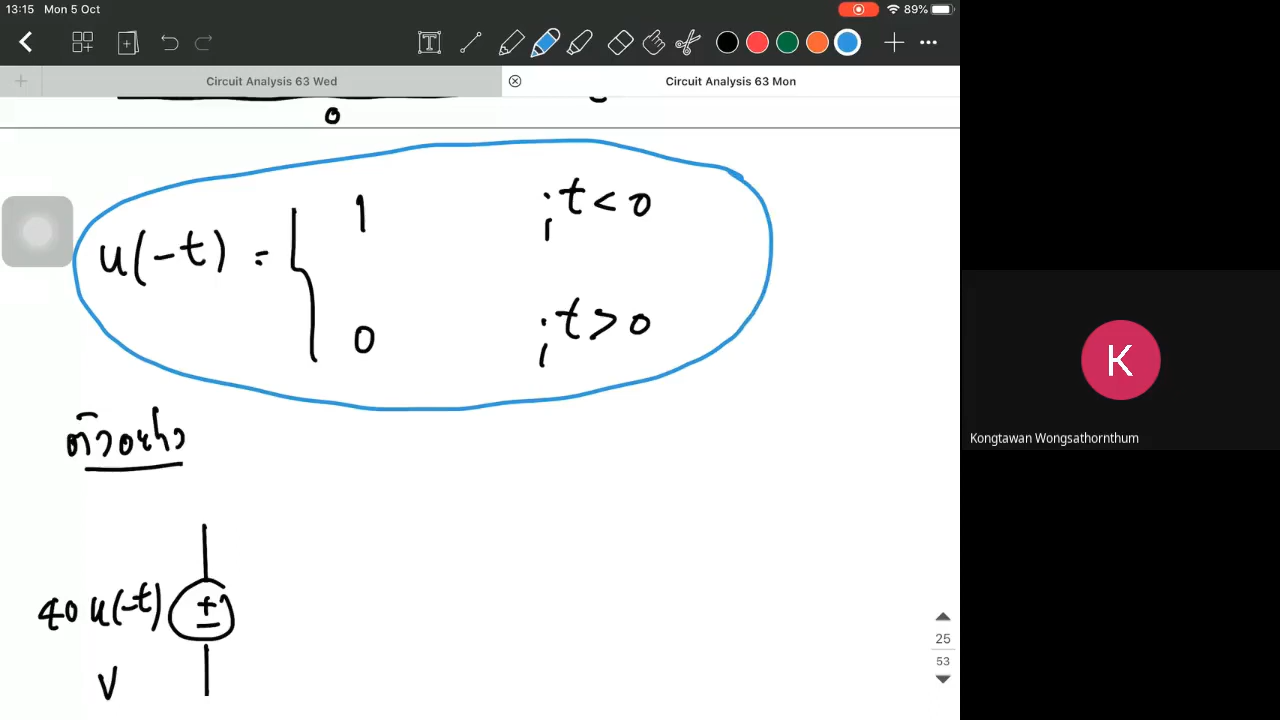 13:15 Mon 5 Oct
89%
Circuit Analysis 63 Wed
Circuit Analysis 63 Mon
0
1 ; t < 0
u(-t) =
0 ; t > 0
ตัวอย่าง
40 u(-t) + -
V
25
53
K
Kongtawan Wongsathornthum